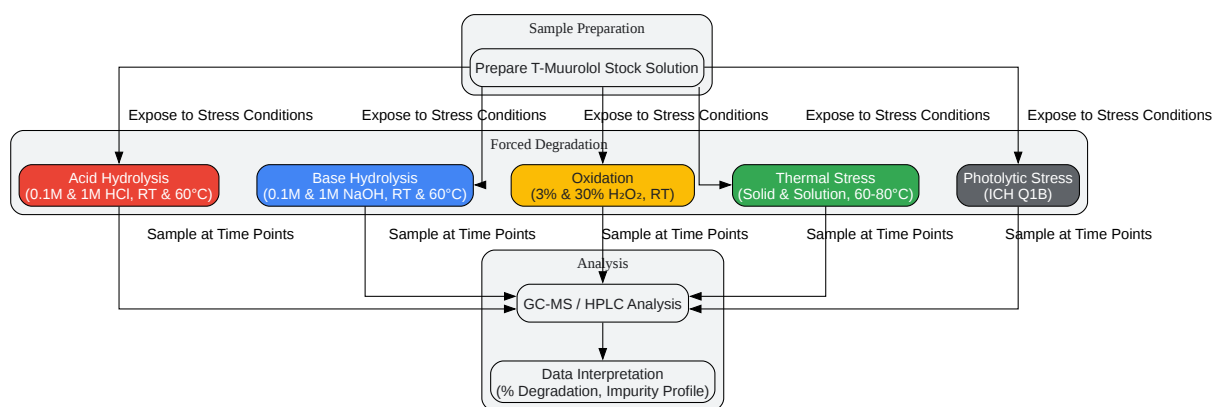 Sample Preparation
Prepare T-Muurolol Stock Solution
Expose to Stress Conditions
Expose to Stress Conditions
Expose to Stress Conditions
Expose to Stress Conditions
Expose to Stress Conditions
Forced Degradation
Acid Hydrolysis
(0.1M & 1M HCl, RT & 60°C)
Base Hydrolysis
(0.1M & 1M NaOH, RT & 60°C)
Oxidation
(3% & 30% H₂O₂, RT)
Thermal Stress
(Solid & Solution, 60-80°C)
Photolytic Stress
(ICH Q1B)
Sample at Time Points
Sample at Time Points
Sample at Time Points
Sample at Time Points
Sample at Time Points
Analysis
GC-MS / HPLC Analysis
Data Interpretation
(% Degradation, Impurity Profile)